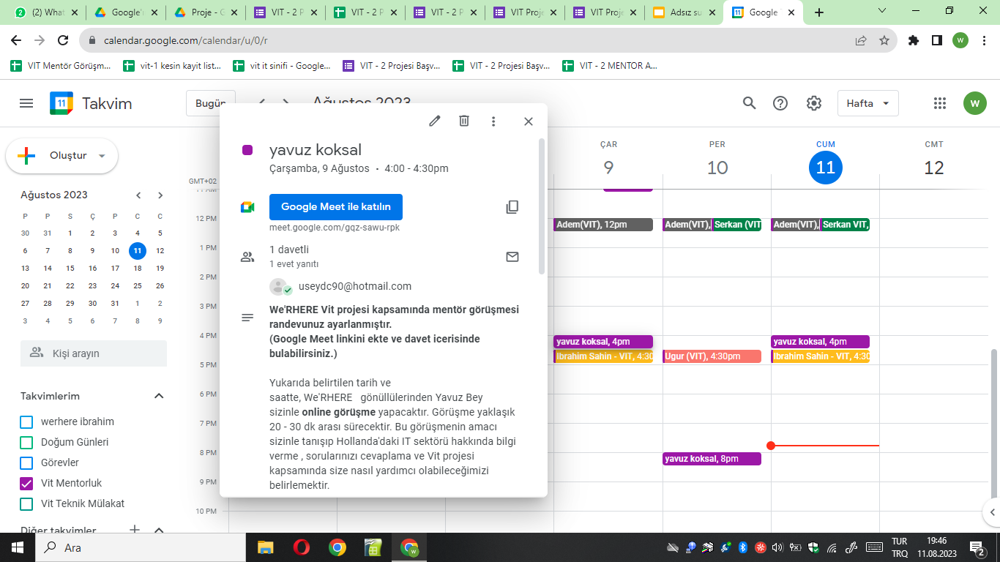 (2) What
Google'
Proje - G
VIT - 2 P
VIT - 2 P
VIT - 2 P
VIT Proje
VIT Proje
Adsız su
Google
calendar.google.com/calendar/u/0/r
W
VIT Mentör Görüşm...
vit-1 kesin kayit list...
vit it sinifi - Google...
VIT - 2 Projesi Başv...
VIT - 2 Projesi Başv...
VIT - 2 MENTOR A...
11
Takvim
Bugün
Ağustos 2023
Hafta
W
Oluştur
yavuz koksal
Çarşamba, 9 Ağustos • 4:00 - 4:30pm
Google Meet ile katılın
meet.google.com/gqz-sawu-rpk
1 davetli
1 evet yanıtı
useydc90@hotmail.com
We'RHERE Vit projesi kapsamında mentör görüşmesi
randevunuz ayarlanmıştır.
(Google Meet linkini ekte ve davet icerisinde
bulabilirsiniz.)
Yukarıda belirtilen tarih ve
saatte, We'RHERE gönüllülerinden Yavuz Bey
sizinle online görüşme yapacaktır. Görüşme yaklaşık
20 - 30 dk arası sürecektir. Bu görüşmenin amacı
sizinle tanışıp Hollanda'daki IT sektörü hakkında bilgi
verme , sorularınızı cevaplama ve Vit projesi
kapsamında size nasıl yardımcı olabileceğimizi
belirlemektir.
ÇAR PER CUM CMT
9 10 11 12
GMT+02
11 AM
12 PM
1 PM
2 PM
3 PM
4 PM
5 PM
6 PM
7 PM
8 PM
9 PM
10 PM
Adem(VIT), 12pm
Adem(VIT), Serkan (VIT
Adem(VIT), Serkan VIT,
yavuz koksal, 4pm
yavuz koksal, 4pm
Ibrahim Sahin - VIT, 4:30
Ugur (VIT), 4:30pm
Ibrahim Sahin - VIT, 4:30
yavuz koksal, 8pm
Ağustos 2023
P P S Ç P C C
30 31 1 2 3 4 5
6 7 8 9 10 11 12
13 14 15 16 17 18 19
20 21 22 23 24 25 26
27 28 29 30 31 1 2
3 4 5 6 7 8 9
Kişi arayın
Takvimlerim
werhere ibrahim
Doğum Günleri
Görevler
Vit Mentorluk
Vit Teknik Mülakat
Diğer takvimler
Ara
TUR
TRQ
19:46
11.08.2023
2